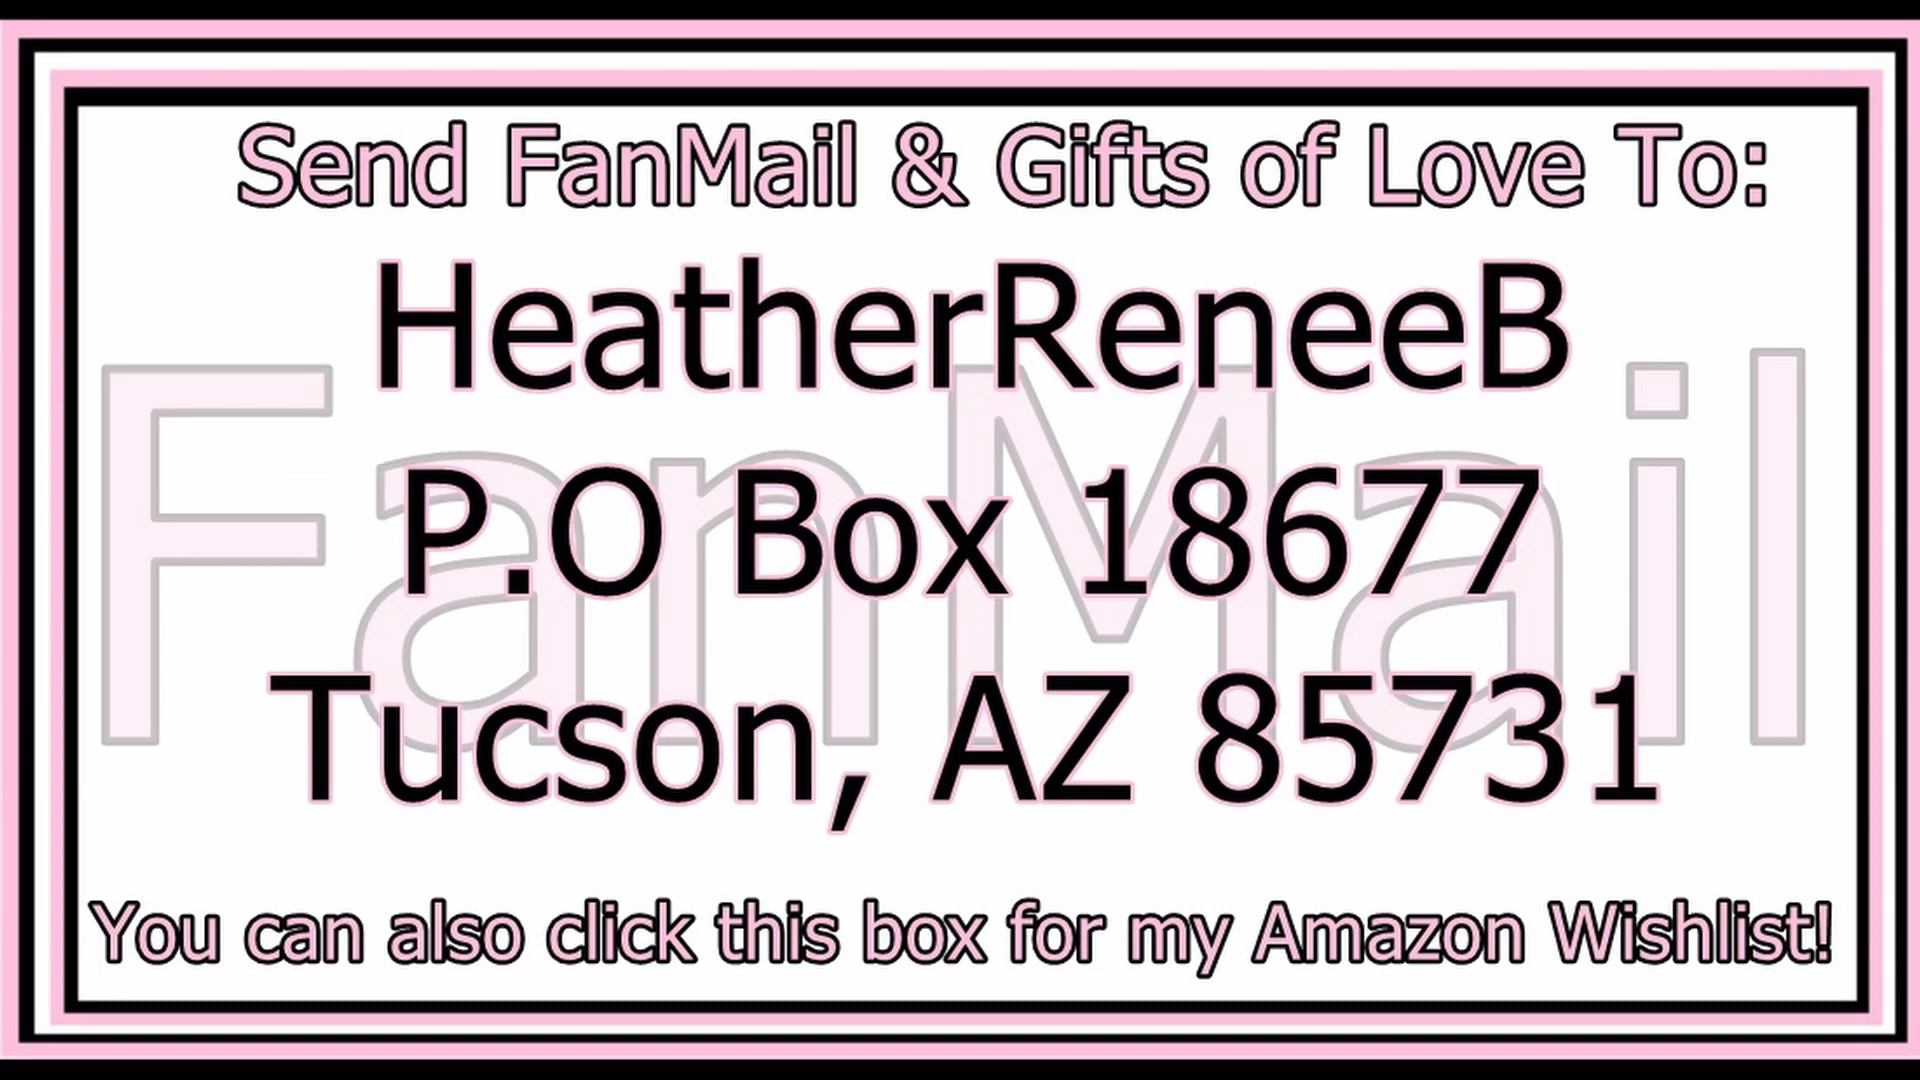 Send FanMail & Gifts of Love To:
HeatherReneeB
FanMail
P.O Box 18677
Tucson, AZ 85731
You can also click this box for my Amazon Wishlist!